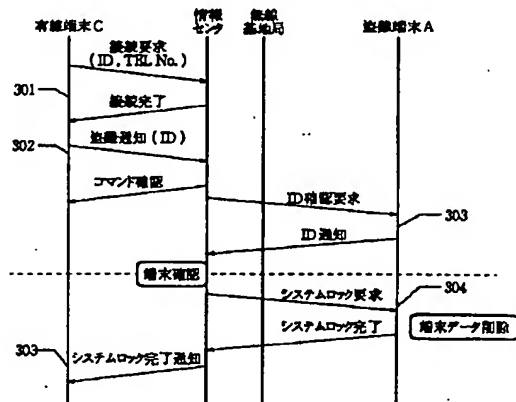 有線端末C
情報
センタ
無線
基地局
盗難端末A
接続要求
(ID, TEL No.)
301
接続完了
302
盗難通知 (ID)
コマンド確認
ID確認要求
303
ID通知
端末確認
システムロック要求
304
システムロック完了
端末データ削除
303
システムロック完了通知